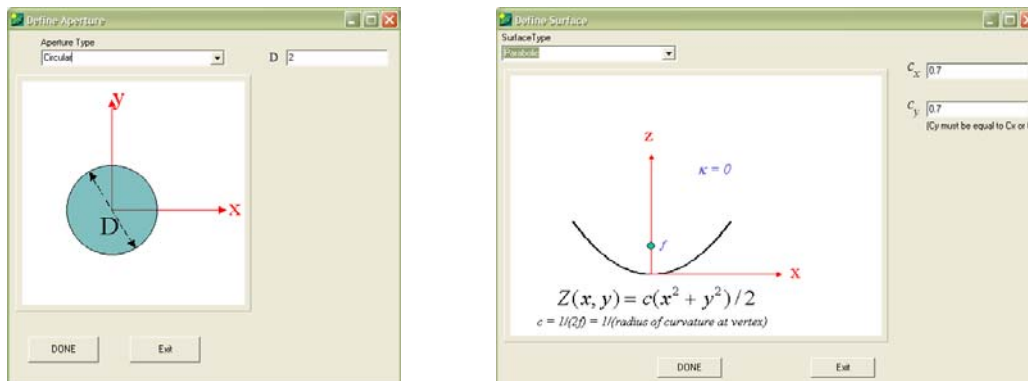 Define Aperture
Aperture Type
Circular
D 2
y
x
D
DONE
Exit
Define Surface
SurfaceType
Parabolic
cx 0.7
cy 0.7
(Cy must be equal to Cx or
z
κ = 0
f
x
Z(x, y) = c(x² + y²) / 2
c = 1/(2f) = 1/(radius of curvature at vertex)
DONE
Exit